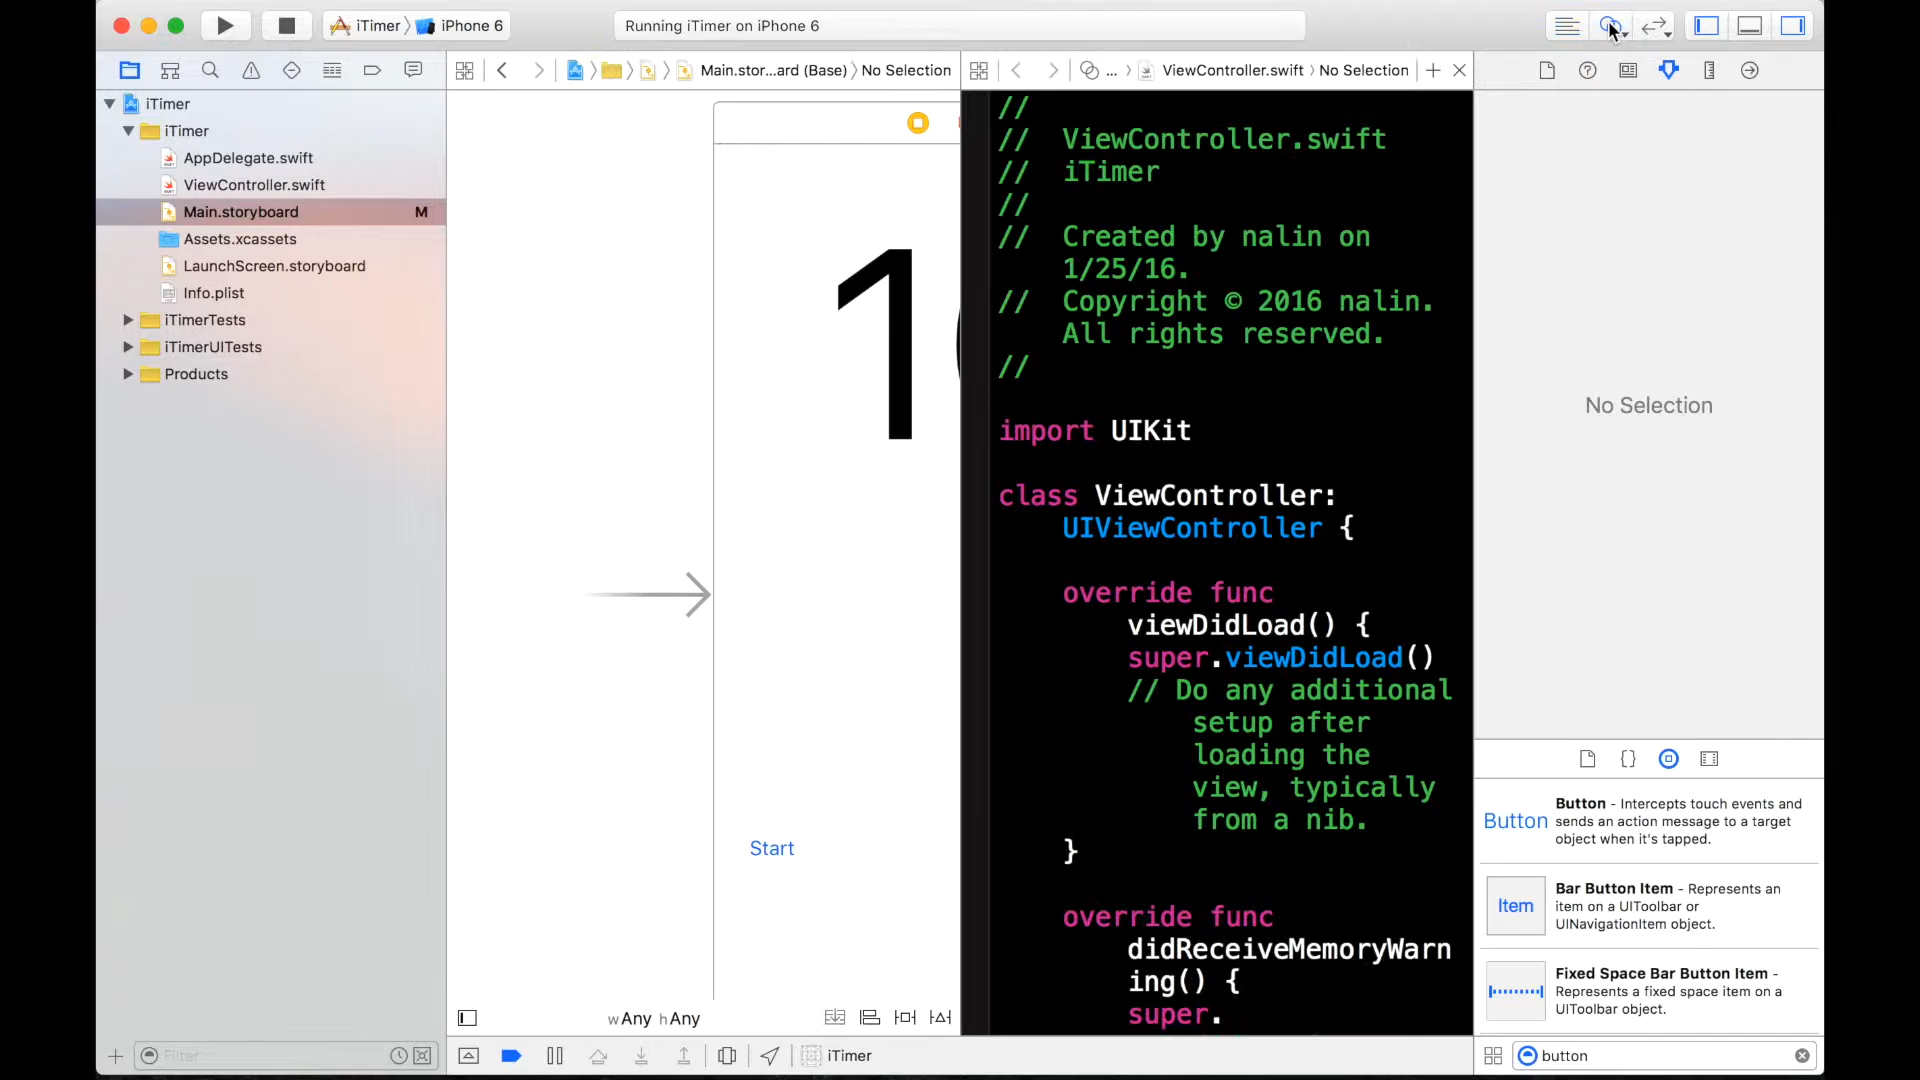 iTimer
iPhone 6
Running iTimer on iPhone 6
Main.stor...ard (Base)
No Selection
...
ViewController.swift
No Selection
iTimer
iTimer
AppDelegate.swift
ViewController.swift
Main.storyboard
M
Assets.xcassets
LaunchScreen.storyboard
Info.plist
iTimerTests
iTimerUITests
Products
1
Start
w Any h Any
//
// ViewController.swift
// iTimer
//
// Created by nalin on
1/25/16.
// Copyright © 2016 nalin.
All rights reserved.
//
import UIKit
class ViewController:
UIViewController {
override func
viewDidLoad() {
super.viewDidLoad()
// Do any additional
setup after
loading the
view, typically
from a nib.
}
override func
didReceiveMemoryWarn
ing() {
super.
No Selection
{}
Button
Button - Intercepts touch events and
sends an action message to a target
object when it's tapped.
Item
Bar Button Item - Represents an
item on a UIToolbar or
UINavigationItem object.
Fixed Space Bar Button Item -
Represents a fixed space item on a
UIToolbar object.
Filter
iTimer
button